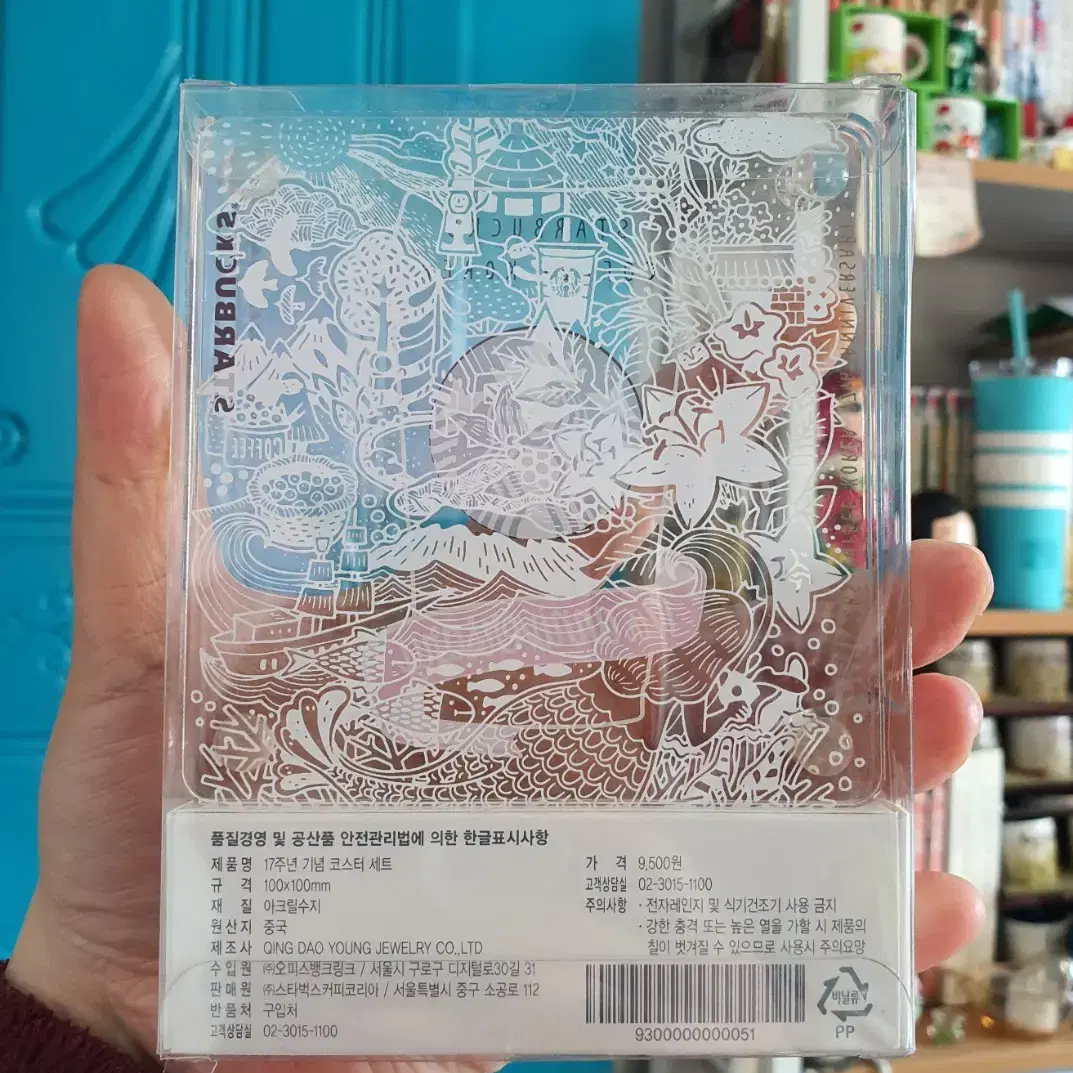 STARBUCKS
STARBUCK
COFFEE
품질경영 및 공산품 안전관리법에 의한 한글표시사항
제품명 17주년 기념 코스터 세트
규 격 100x100mm
재 질 아크릴수지
원산지 중국
제조사 QING DAO YOUNG JEWELRY CO.,LTD
수입원 ㈜오피스뱅크링크 / 서울시 구로구 디지털로30길 31
판매원 ㈜스타벅스커피코리아 / 서울특별시 중구 소공로 112
반품처 구입처
고객상담실 02-3015-1100
가 격 9,500원
고객상담실 02-3015-1100
주의사항 · 전자레인지 및 식기건조기 사용 금지
· 강한 충격 또는 높은 열을 가할 시 제품의
칠이 벗겨질 수 있으므로 사용시 주의요망
9300000000051
비닐류
PP